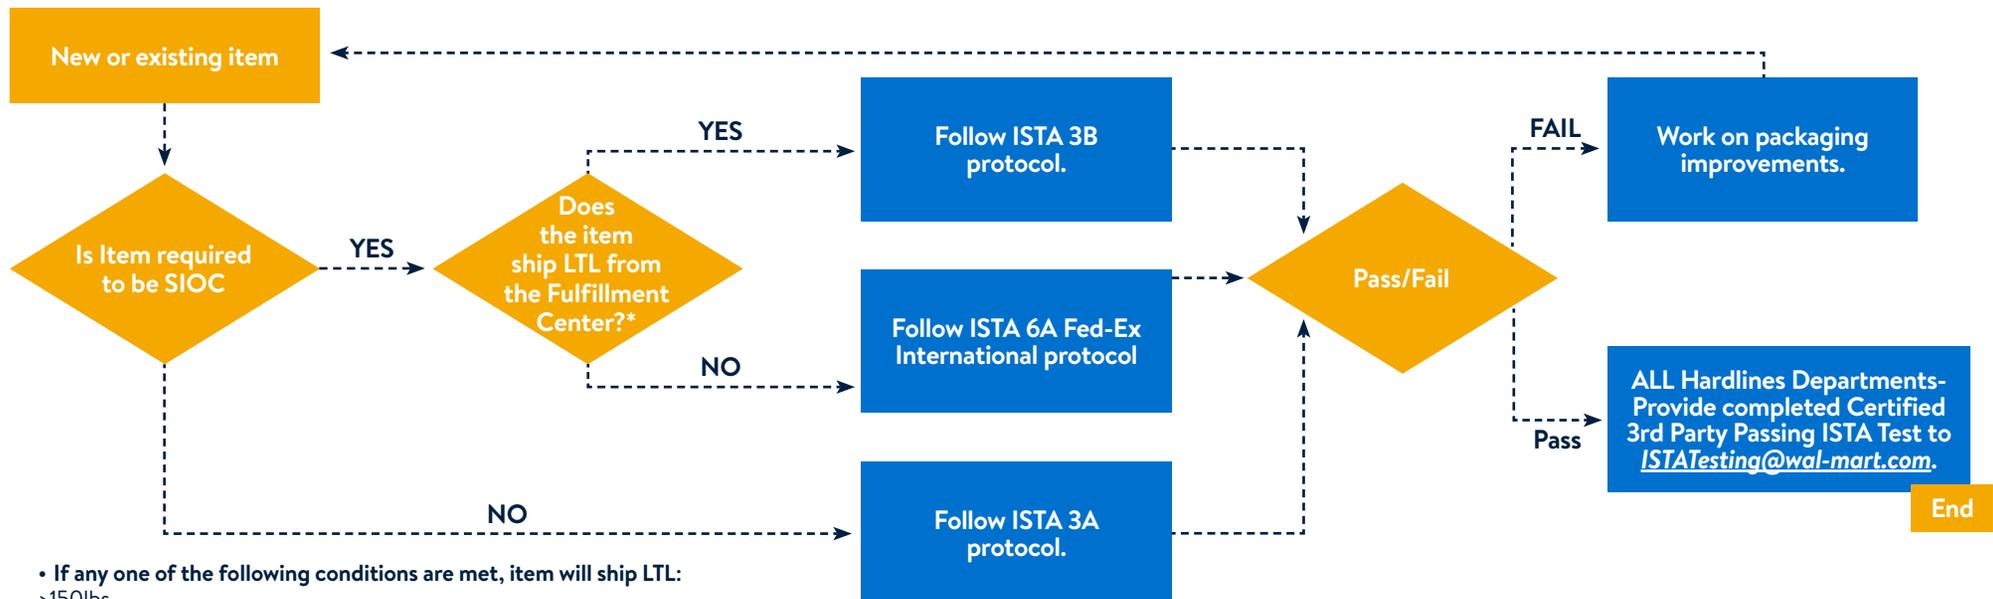 New or existing item
Is Item required
to be SIOC
YES
Does
the item
ship LTL from
the Fulfillment
Center?*
YES
Follow ISTA 3B
protocol.
NO
Follow ISTA 6A Fed-Ex
International protocol
NO
Follow ISTA 3A
protocol.
Pass/Fail
FAIL
Work on packaging
improvements.
Pass
ALL Hardlines Departments-
Provide completed Certified
3rd Party Passing ISTA Test to
ISTATesting@wal-mart.com.
End
• If any one of the following conditions are met, item will ship LTL:
>150lbs